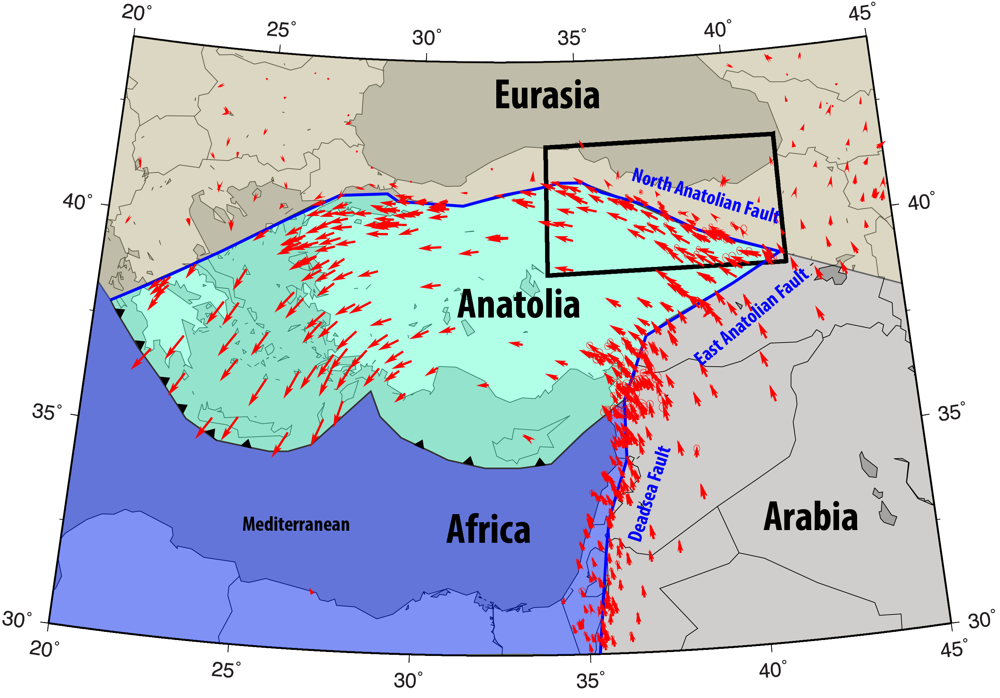 20°
25°
30°
35°
40°
45°
Eurasia
North Anatolian Fault
40°
40°
Anatolia
East Anatolian Fault
35°
35°
Deadsea Fault
Mediterranean
Africa
Arabia
30°
30°
20°
25°
30°
35°
40°
45°